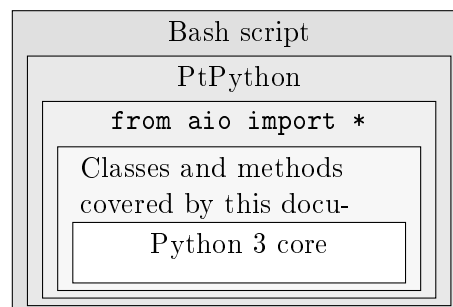 Bash script
PtPython
from aio import *
Classes and methods
covered by this docu-
Python 3 core